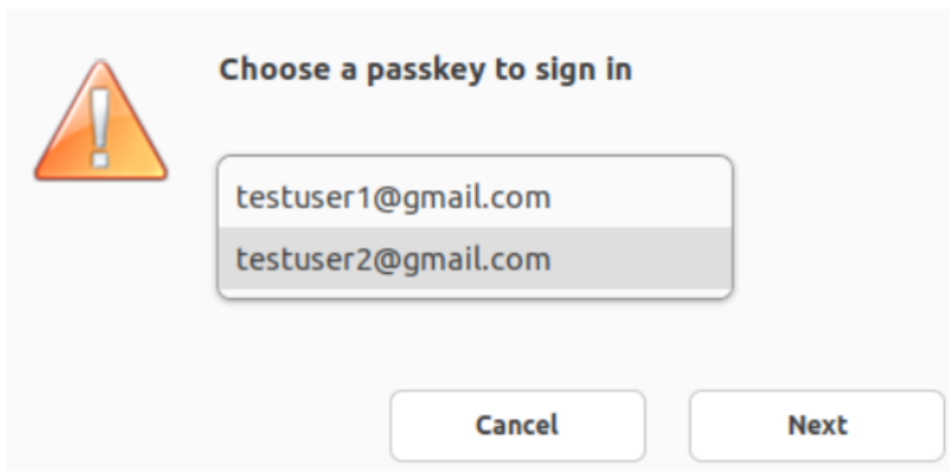 Choose a passkey to sign in
testuser1@gmail.com
testuser2@gmail.com
Cancel
Next